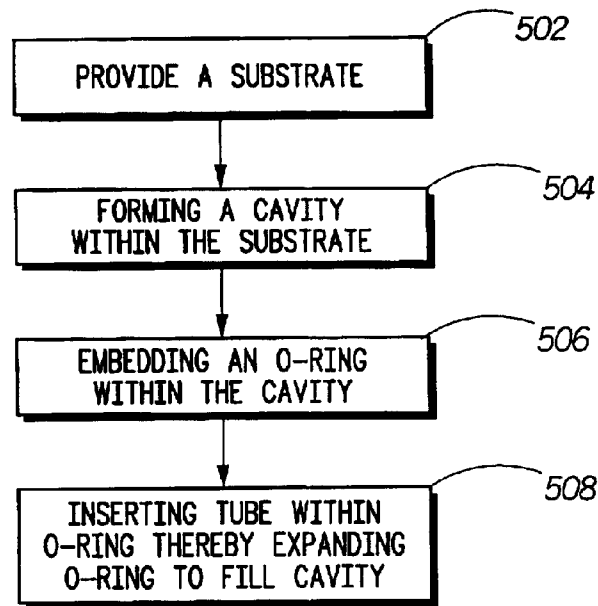 502
PROVIDE A SUBSTRATE
504
FORMING A CAVITY
WITHIN THE SUBSTRATE
506
EMBEDDING AN O-RING
WITHIN THE CAVITY
508
INSERTING TUBE WITHIN
O-RING THEREBY EXPANDING
O-RING TO FILL CAVITY